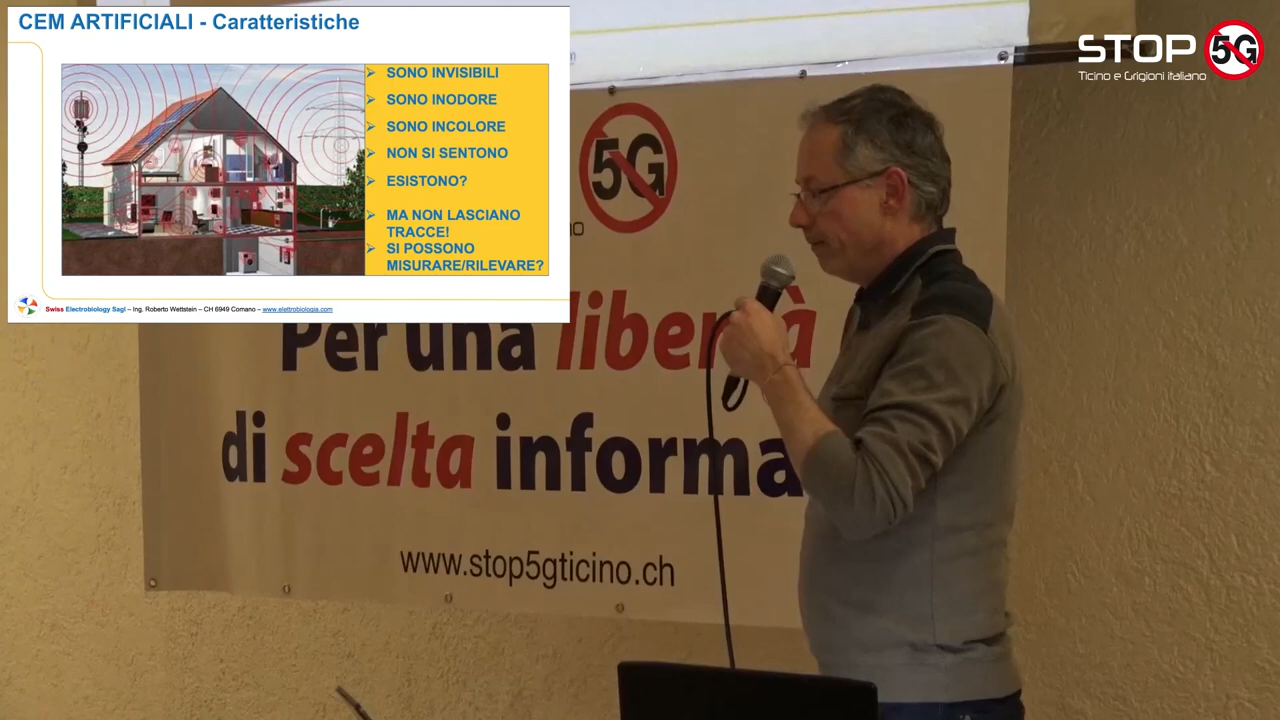 CEM ARTIFICIALI - Caratteristiche
SONO INVISIBILI
SONO INODORE
SONO INCOLORE
NON SI SENTONO
ESISTONO?
MA NON LASCIANO
TRACCE!
SI POSSONO
MISURARE/RILEVARE?
Swiss Electrobiology Sagl – Ing. Roberto Wettstein – CH 6949 Comano – www.elettrobiologia.com
STOP 5G
Ticino e Grigioni italiano
5G
no
Per una libertà
di scelta informa
www.stop5gticino.ch